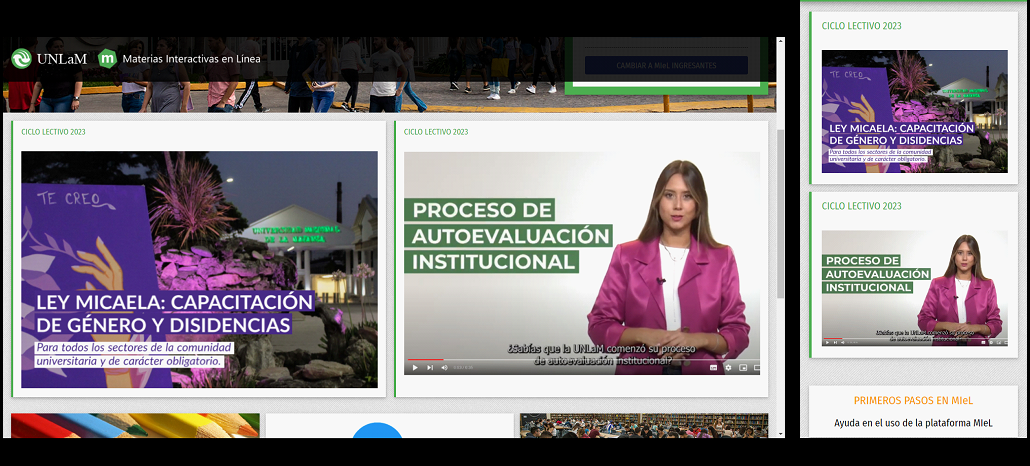 UNLaM
Materias Interactivas en Línea
CAMBIAR A MIeL INGRESANTES
CICLO LECTIVO 2023
TE CREO
UNIVERSIDAD NACIONAL
DE LA MATANZA
LEY MICAELA: CAPACITACIÓN
DE GÉNERO Y DISIDENCIAS
Para todos los sectores de la comunidad
universitaria y de carácter obligatorio.
CICLO LECTIVO 2023
PROCESO DE
AUTOEVALUACIÓN
INSTITUCIONAL
¿Sabías que la UNLaM comenzó su proceso
de autoevaluación institucional?
CICLO LECTIVO 2023
TE CREO
LEY MICAELA: CAPACITACIÓN
DE GÉNERO Y DISIDENCIAS
Para todos los sectores de la comunidad
universitaria y de carácter obligatorio.
CICLO LECTIVO 2023
PROCESO DE
AUTOEVALUACIÓN
INSTITUCIONAL
¿Sabías que la UNLaM comenzó su proceso
de autoevaluación institucional?
PRIMEROS PASOS EN MIeL
Ayuda en el uso de la plataforma MIeL